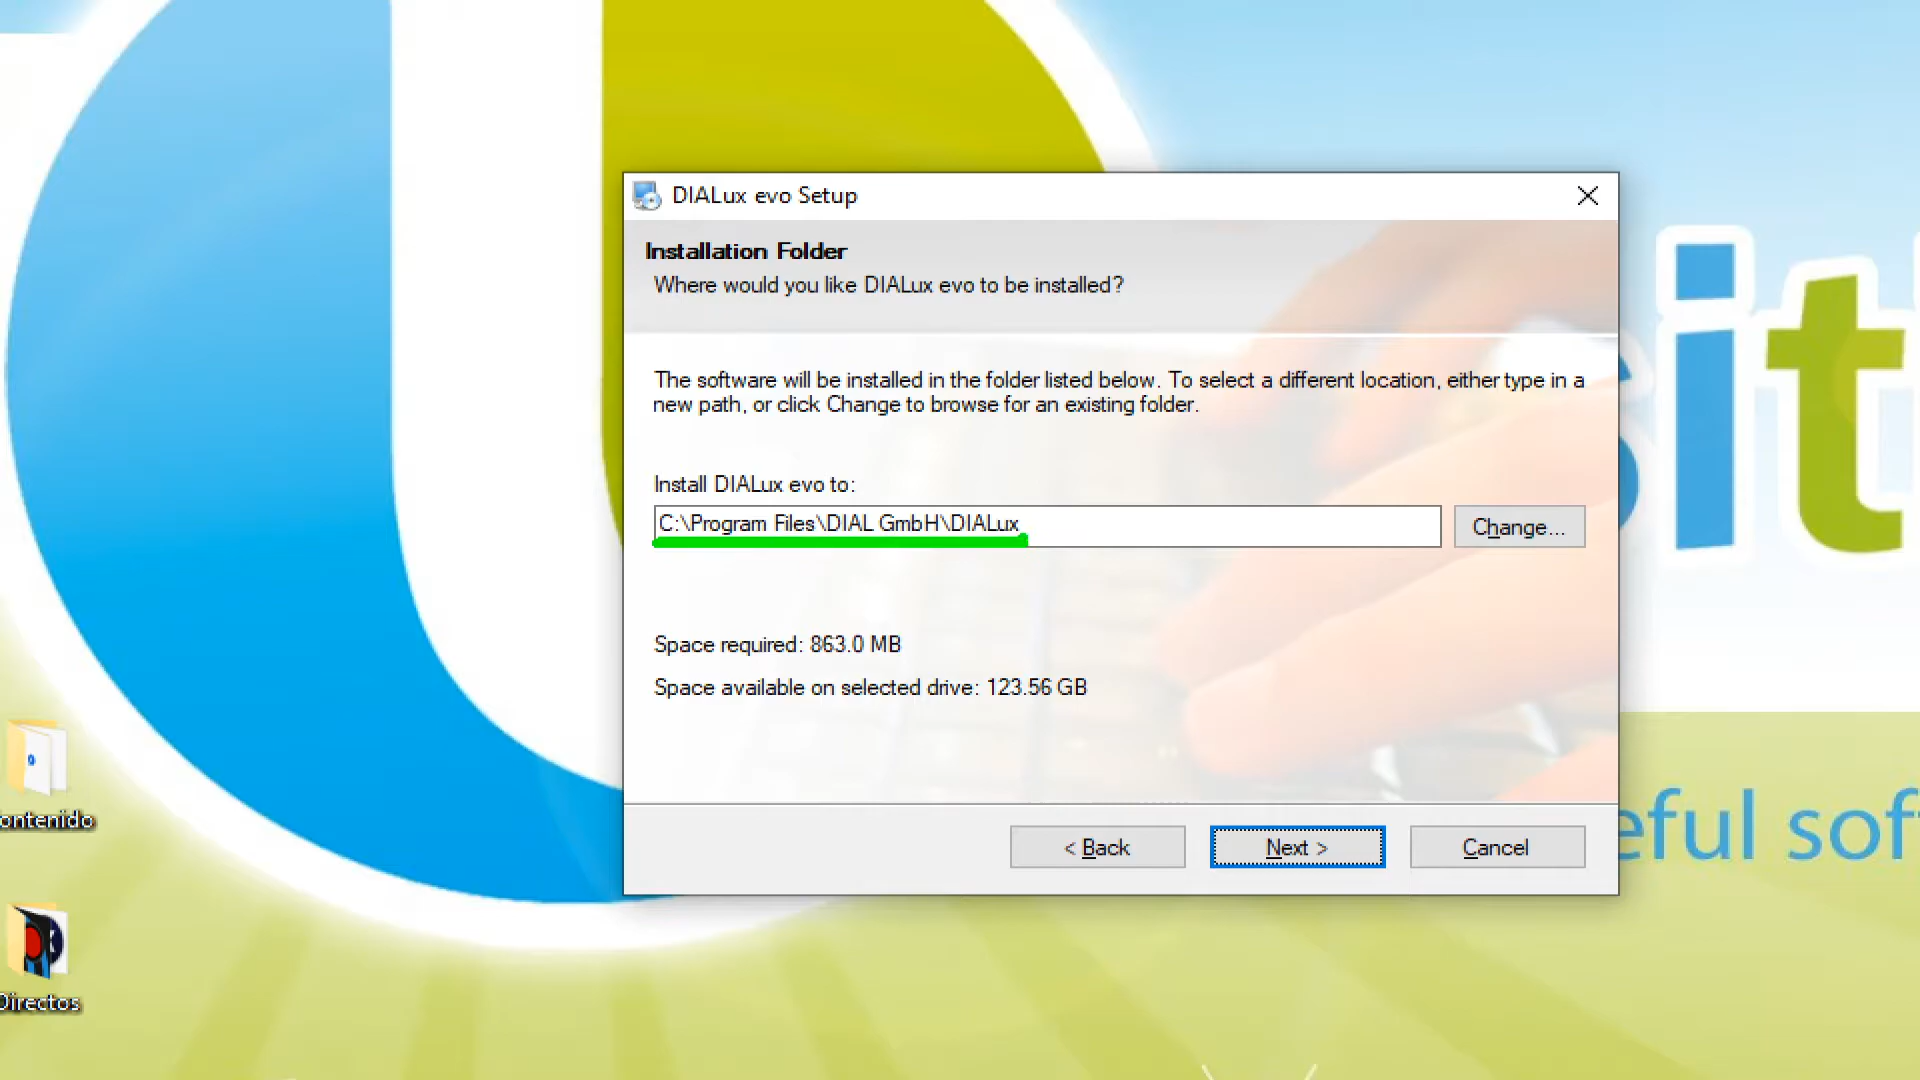 DIALux evo Setup
Installation Folder
Where would you like DIALux evo to be installed?
The software will be installed in the folder listed below. To select a different location, either type in a
new path, or click Change to browse for an existing folder.
Install DIALux evo to:
C:\Program Files\DIAL GmbH\DIALux
Change...
Space required: 863.0 MB
Space available on selected drive: 123.56 GB
< Back
Next >
Cancel
ontenido
Directos
it
eful sof